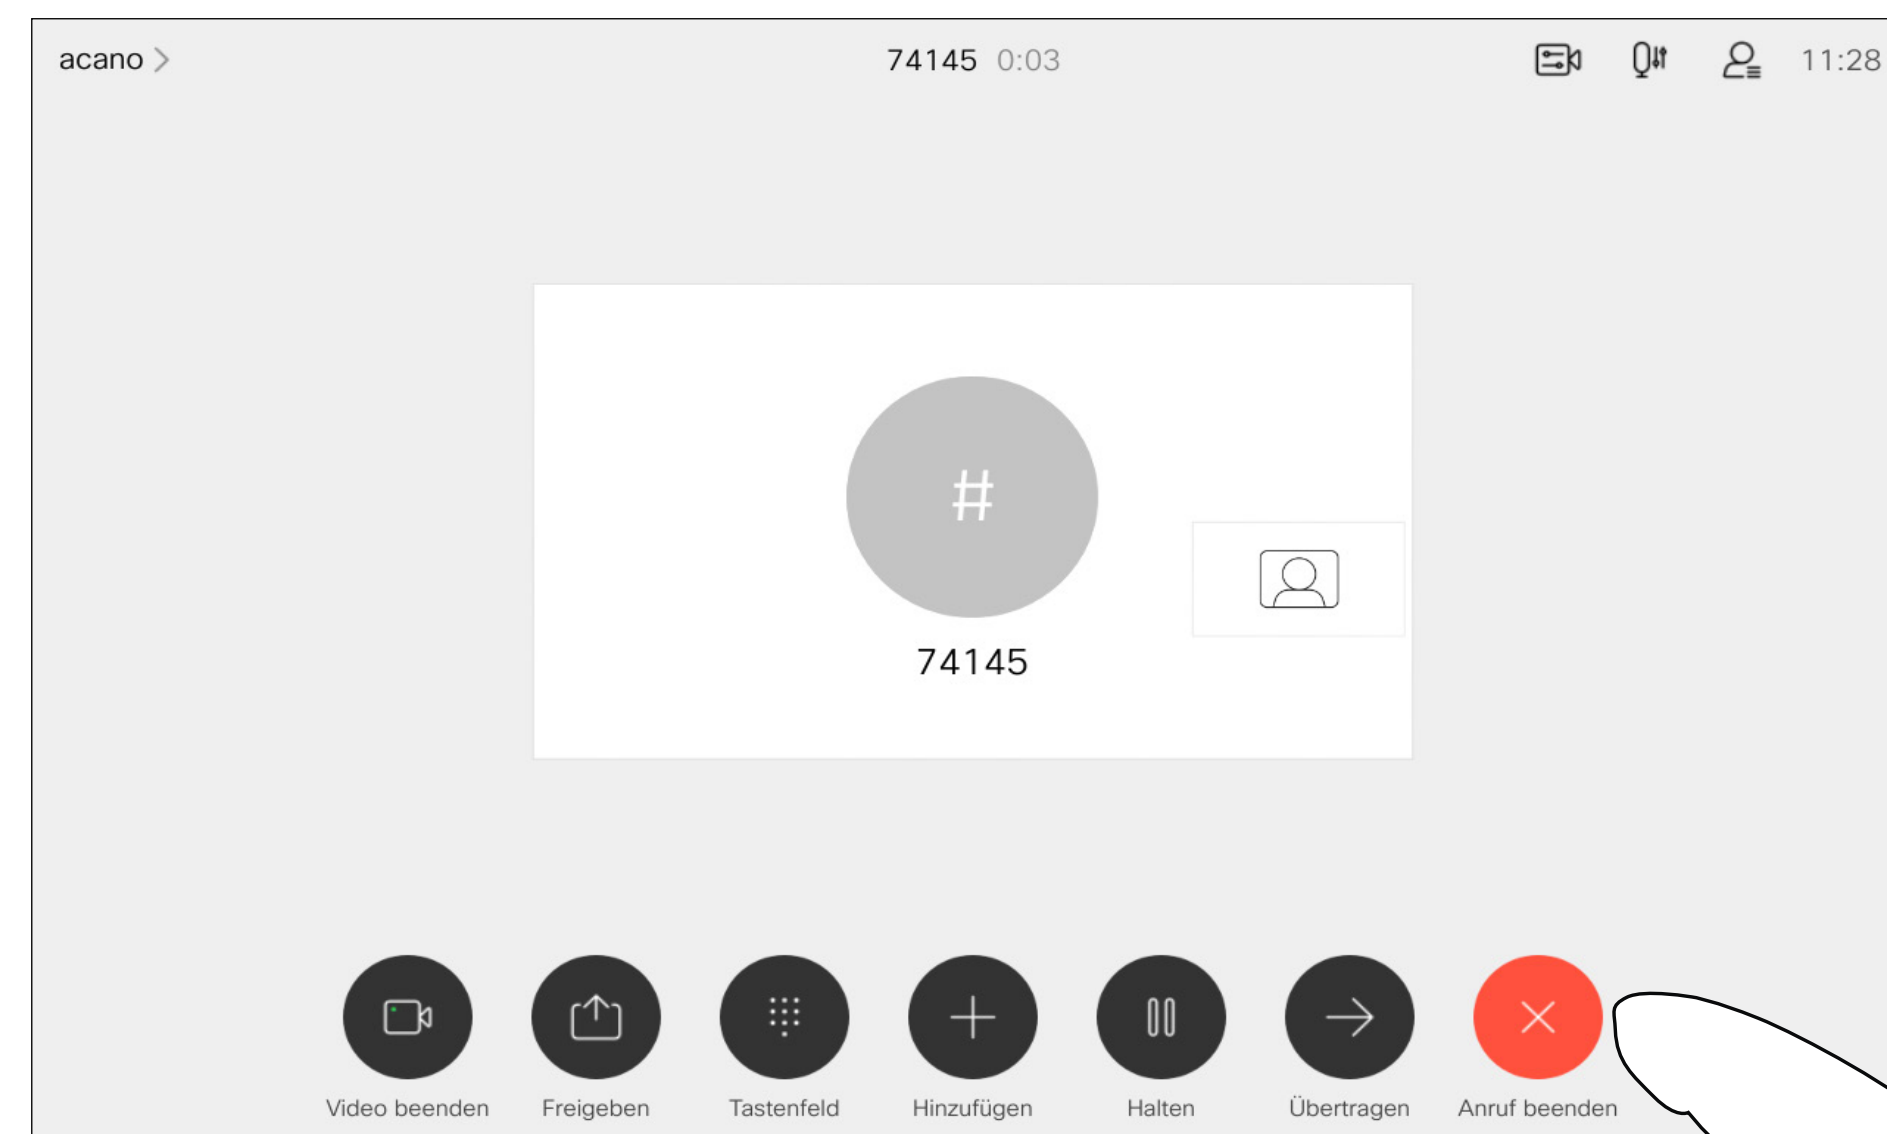 acano
74145 0:03
11:28
#
74145
Video beenden
Freigeben
Tastenfeld
Hinzufügen
Halten
Übertragen
Anruf beenden